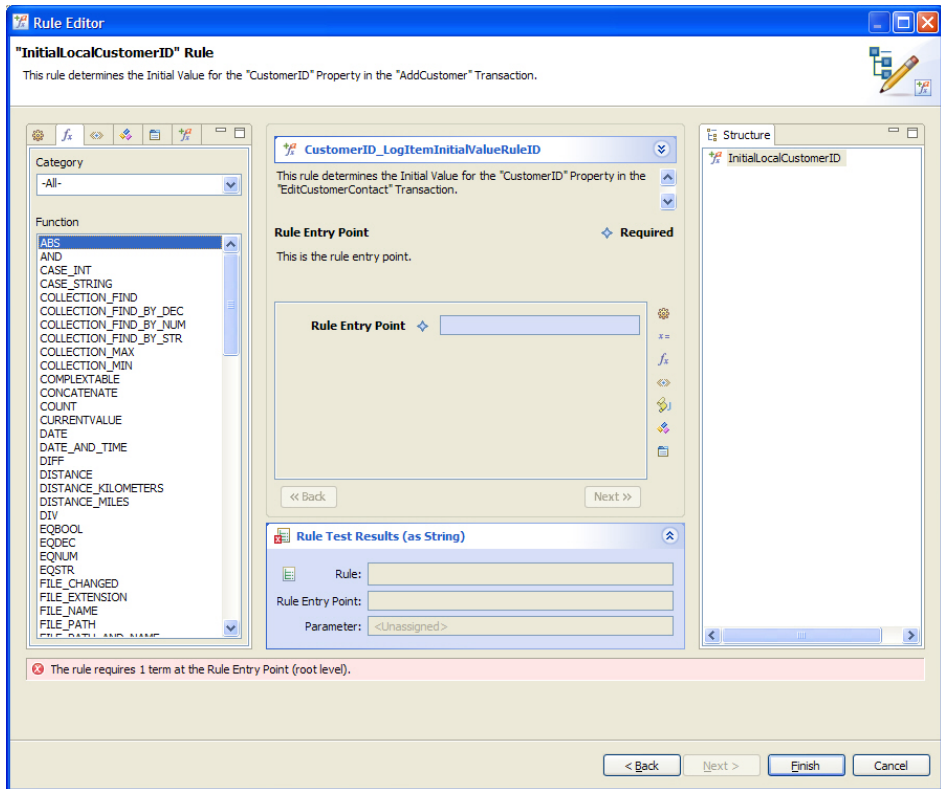 Rule Editor
"InitialLocalCustomerID" Rule
This rule determines the Initial Value for the "CustomerID" Property in the "AddCustomer" Transaction.
Category
-All-
Function
ABS
AND
CASE_INT
CASE_STRING
COLLECTION_FIND
COLLECTION_FIND_BY_DEC
COLLECTION_FIND_BY_NUM
COLLECTION_FIND_BY_STR
COLLECTION_MAX
COLLECTION_MIN
COMPLEXTABLE
CONCATENATE
COUNT
CURRENTVALUE
DATE
DATE_AND_TIME
DIFF
DISTANCE
DISTANCE_KILOMETERS
DISTANCE_MILES
DIV
EQBOOL
EQDEC
EQNUM
EQSTR
FILE_CHANGED
FILE_EXTENSION
FILE_NAME
FILE_PATH
FILE_PATH_AND_NAME
CustomerID_LogItemInitialValueRuleID
This rule determines the Initial Value for the "CustomerID" Property in the
"EditCustomerContact" Transaction.
Rule Entry Point Required
This is the rule entry point.
Rule Entry Point
x=
fx
« Back Next »
Rule Test Results (as String)
Rule:
Rule Entry Point:
Parameter: <Unassigned>
Structure
InitialLocalCustomerID
The rule requires 1 term at the Rule Entry Point (root level).
< Back Next > Finish Cancel